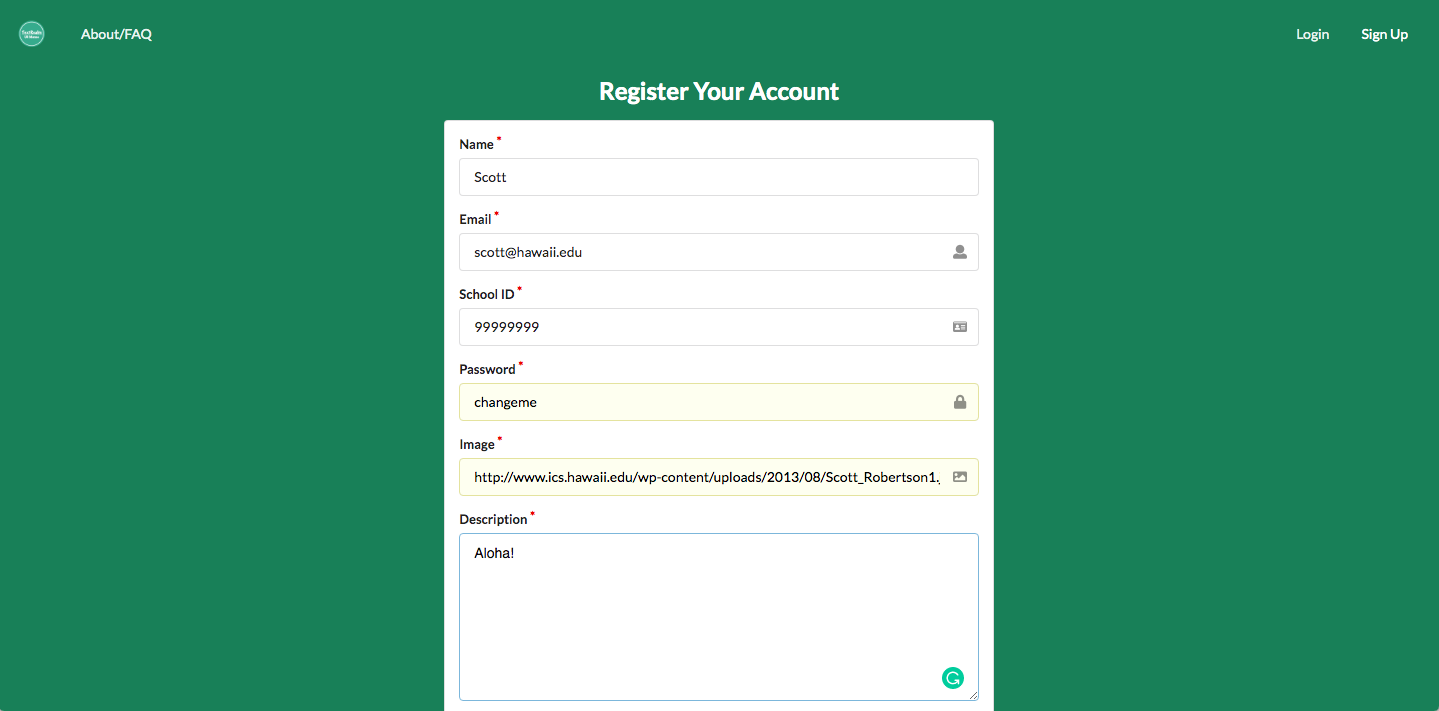 About/FAQ
Login
Sign Up
Register Your Account
Name *
Scott
Email *
scott@hawaii.edu
School ID *
99999999
Password *
changeme
Image *
http://www.ics.hawaii.edu/wp-content/uploads/2013/08/Scott_Robertson1.
Description *
Aloha!